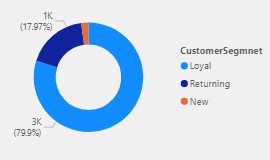 1K
(17.97%)
3K
(79.9%)
CustomerSegmnet
Loyal
Returning
New